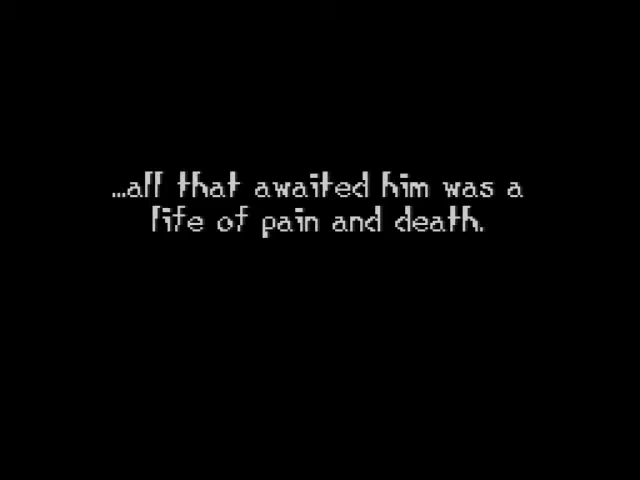 ...all that awaited him was a
life of pain and death.